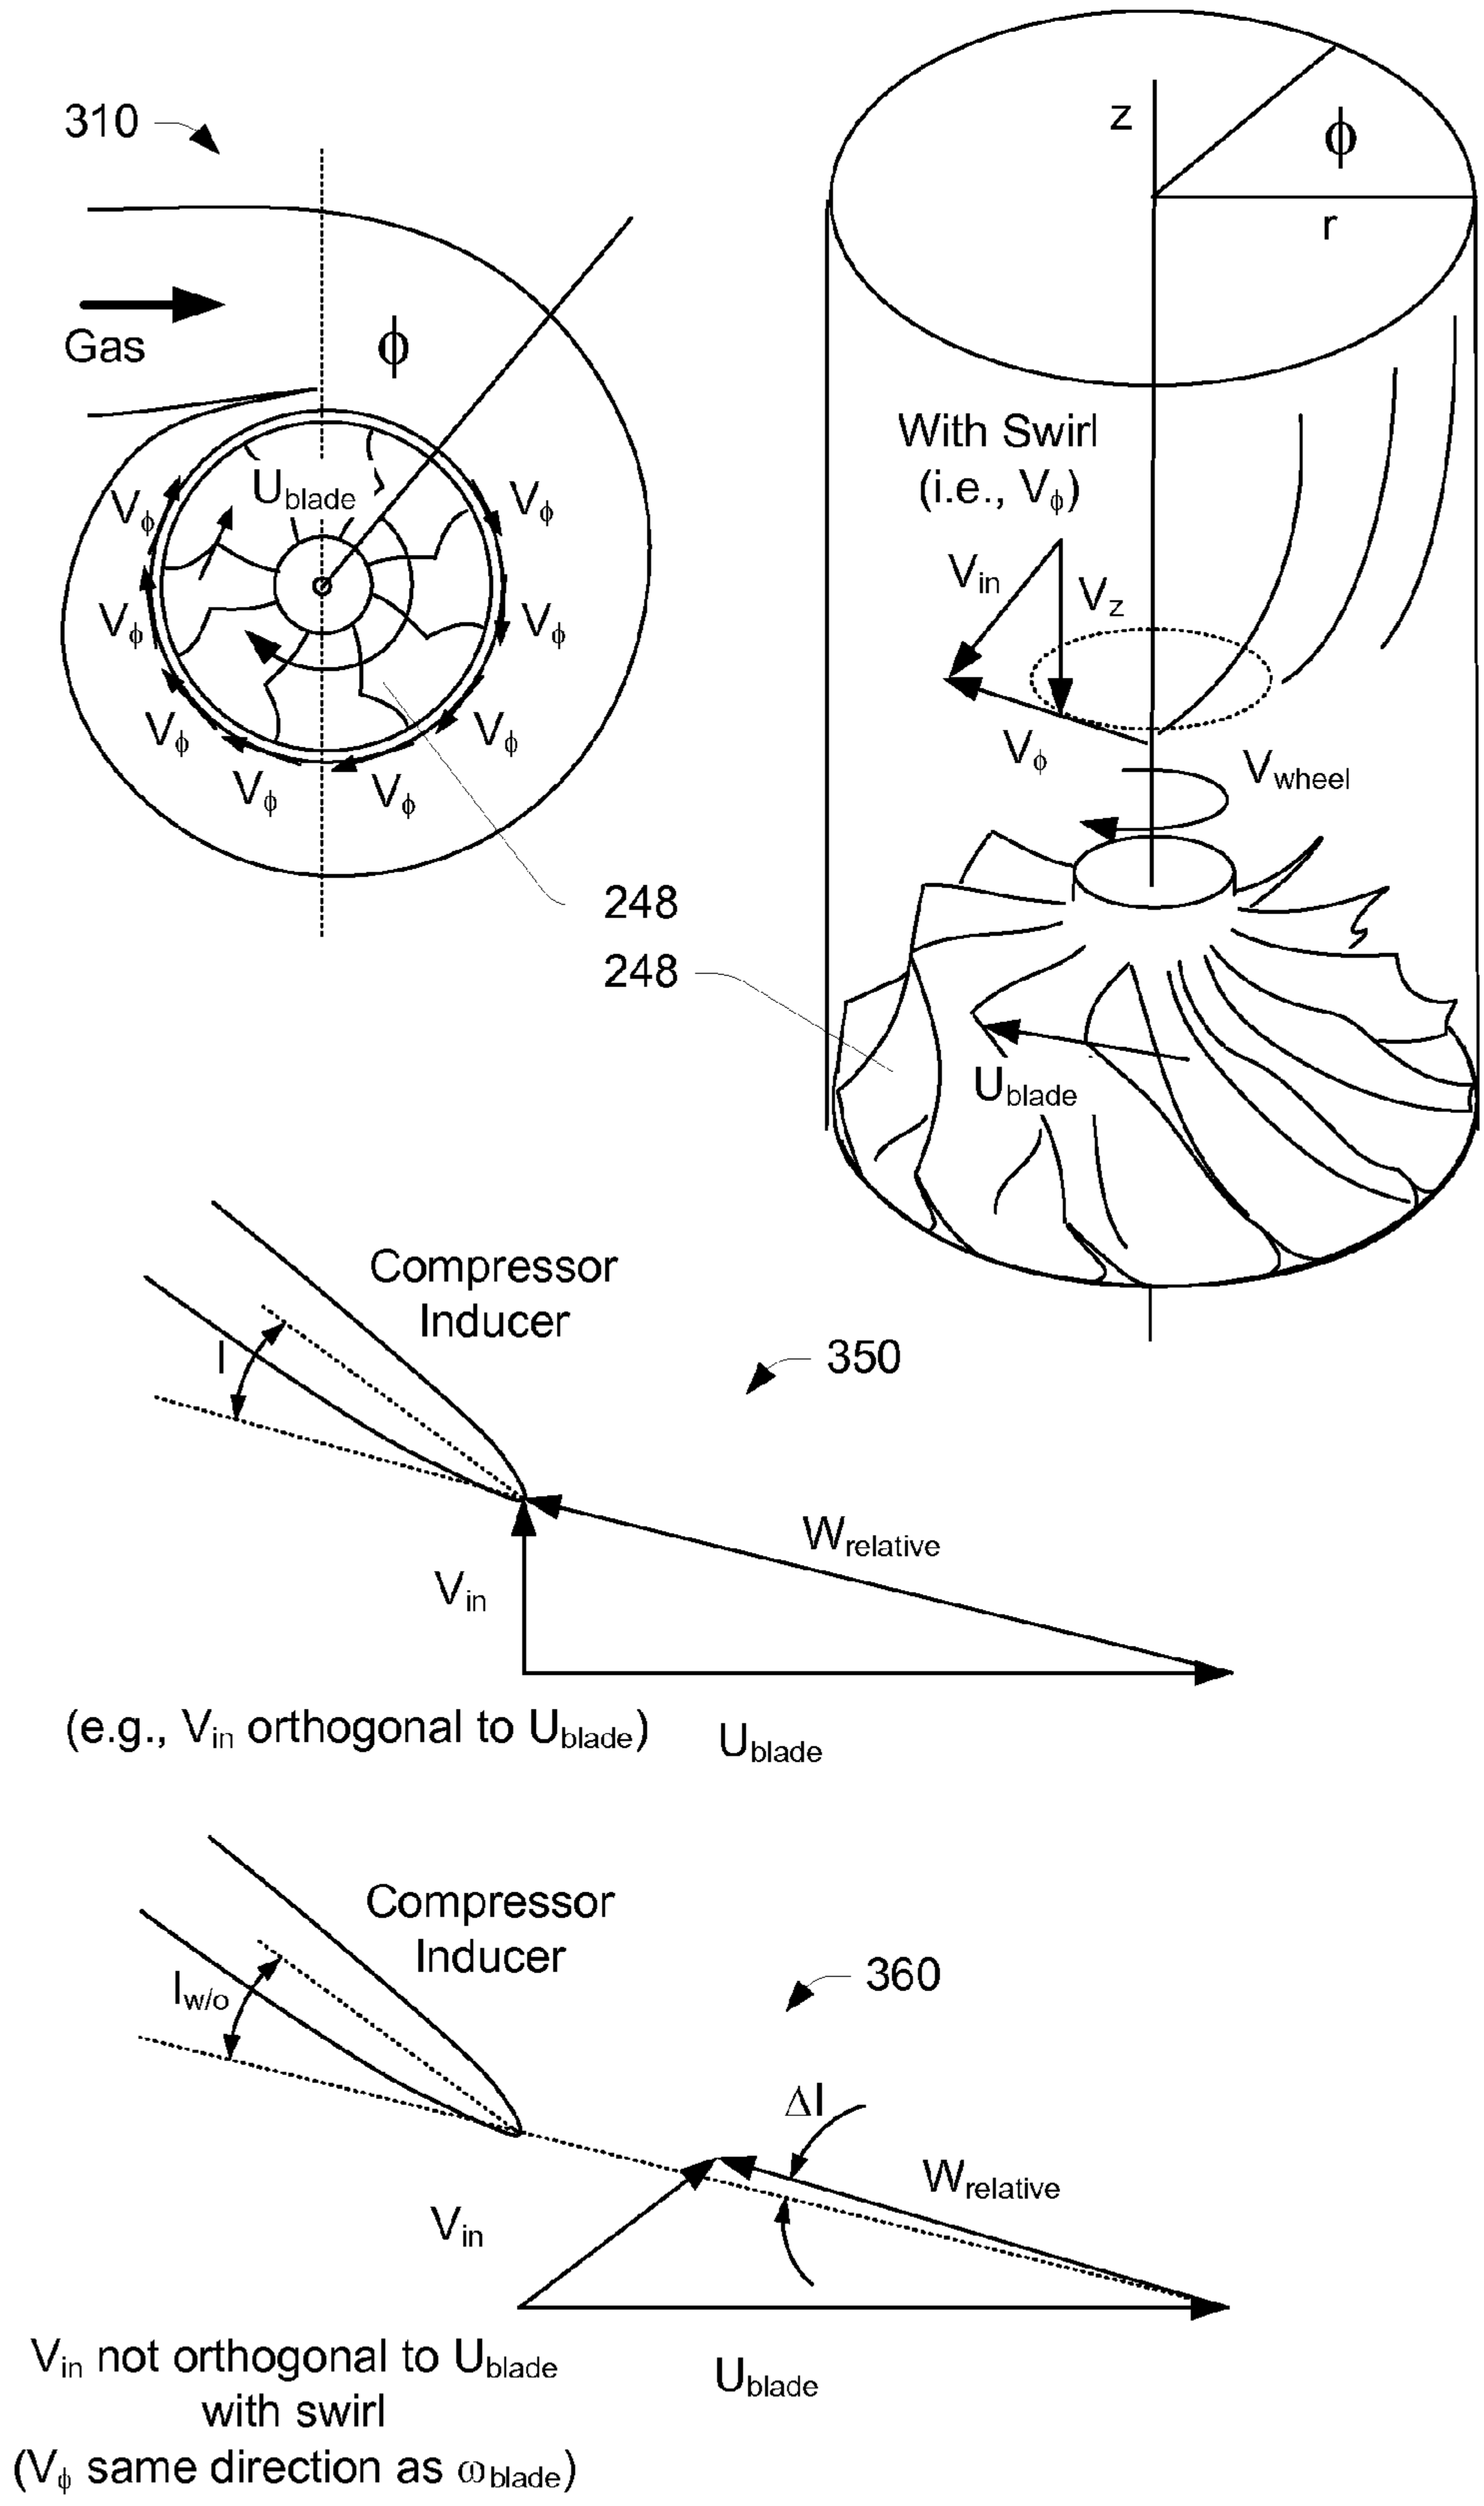 310
z
ϕ
r
Gas
ϕ
With Swirl
(i.e., Vϕ)
Ublade
Vϕ
Vϕ
Vin
Vz
Vϕ
Vϕ
Vϕ
Vϕ
Vϕ
Vϕ
Vϕ
Vϕ
Vwheel
248
248
Ublade
Compressor
Inducer
I
350
Wrelative
Vin
(e.g., Vin orthogonal to Ublade)
Ublade
Compressor
Inducer
360
Iw/o
ΔI
Wrelative
Vin
Vin not orthogonal to Ublade
with swirl
(Vϕ same direction as ωblade)
Ublade